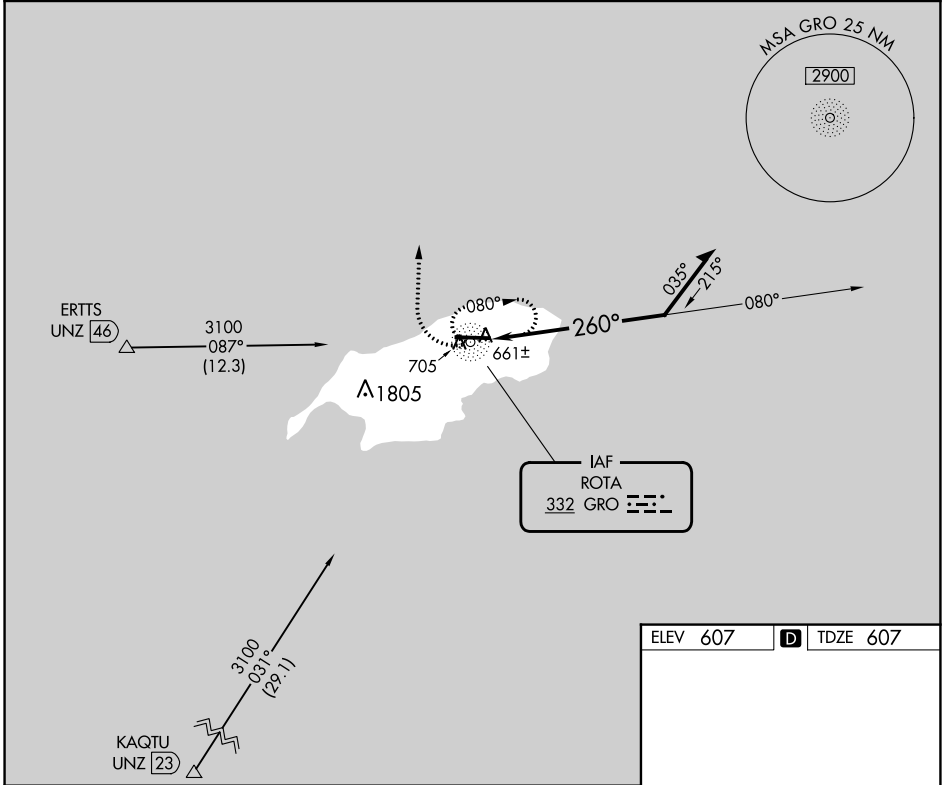 MSA GRO 25 NM
2900
035°
215°
080°
080°
260°
ERTTS
UNZ 46
3100
087°
(12.3)
705
661±
1805
IAF
ROTA
332 GRO
3100
031°
(29.1)
KAQTU
UNZ 23
ELEV 607 D TDZE 607